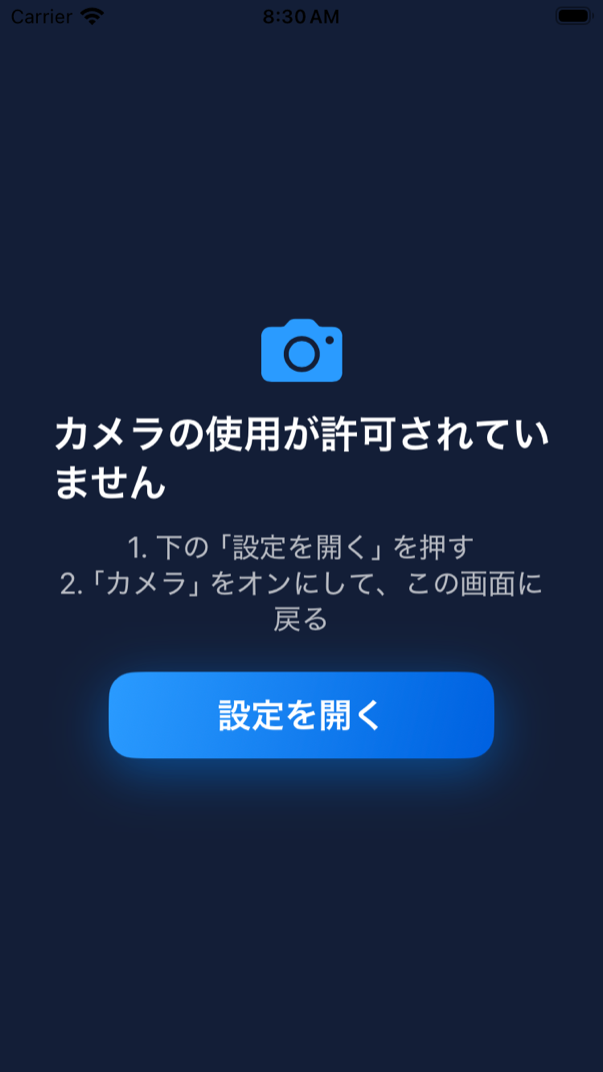 Carrier 8:30 AM
カメラの使用が許可されてい
ません
1. 下の「設定を開く」を押す
2.「カメラ」をオンにして、この画面に
戻る
設定を開く